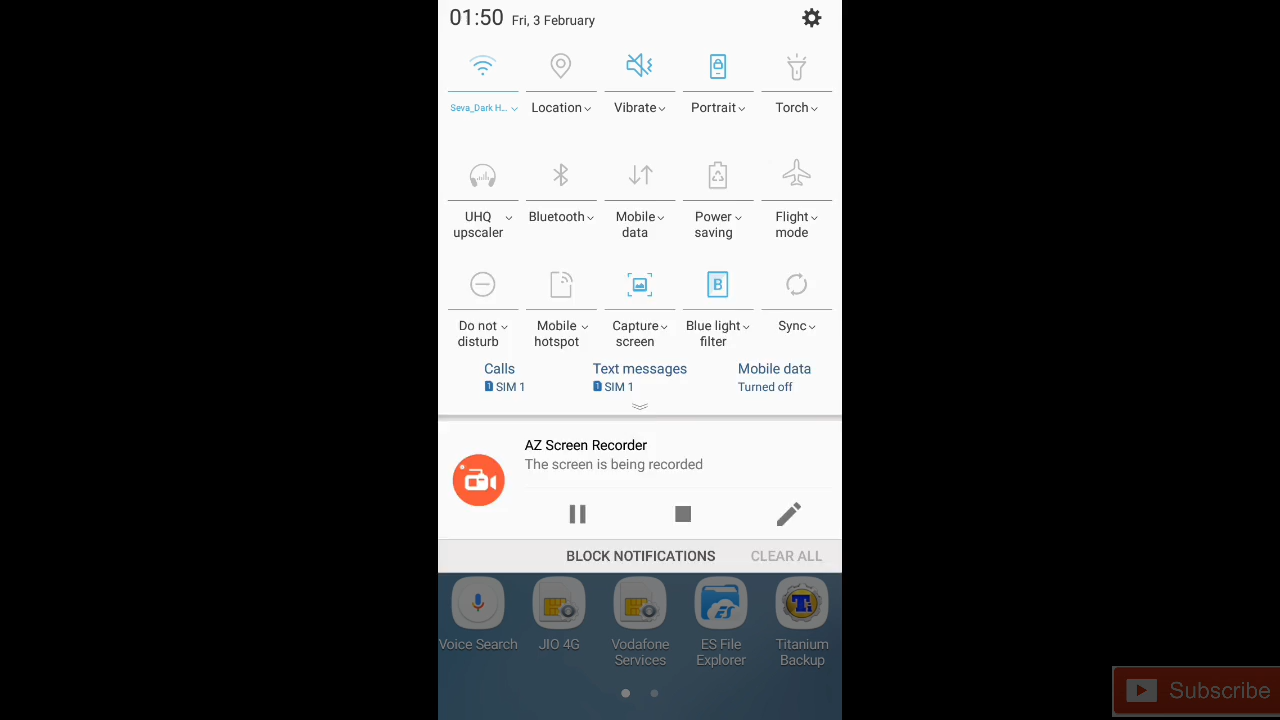 01:50 Fri, 3 February
Seva_Dark H... Location Vibrate Portrait Torch
UHQ upscaler Bluetooth Mobile data Power saving Flight mode
B
Do not disturb Mobile hotspot Capture screen Blue light filter Sync
Calls Text messages Mobile data
1 SIM 1 1 SIM 1 Turned off
AZ Screen Recorder
The screen is being recorded
BLOCK NOTIFICATIONS CLEAR ALL
ES
Voice Search JIO 4G Vodafone Services ES File Explorer Titanium Backup
Subscribe